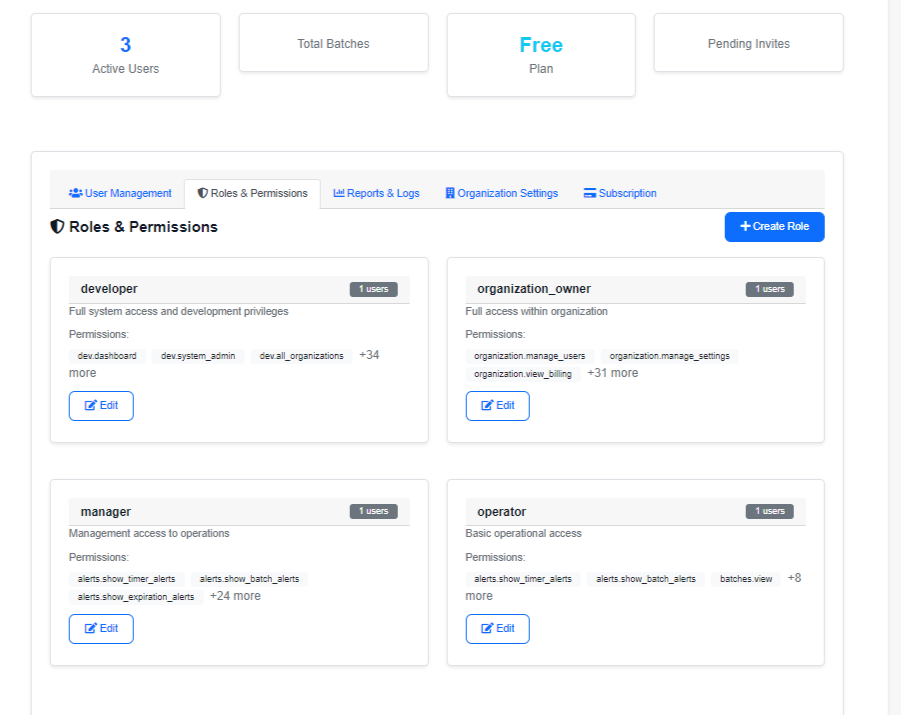 3
Active Users
Total Batches
Free
Plan
Pending Invites
User Management
Roles & Permissions
Reports & Logs
Organization Settings
Subscription
Roles & Permissions
Create Role
developer
1 users
Full system access and development privileges
Permissions:
dev.dashboard dev.system_admin dev.all_organizations +34
more
Edit
organization_owner
1 users
Full access within organization
Permissions:
organization.manage_users organization.manage_settings
organization.view_billing +31 more
Edit
manager
1 users
Management access to operations
Permissions:
alerts.show_timer_alerts alerts.show_batch_alerts
alerts.show_expiration_alerts +24 more
Edit
operator
1 users
Basic operational access
Permissions:
alerts.show_timer_alerts alerts.show_batch_alerts batches.view +8
more
Edit